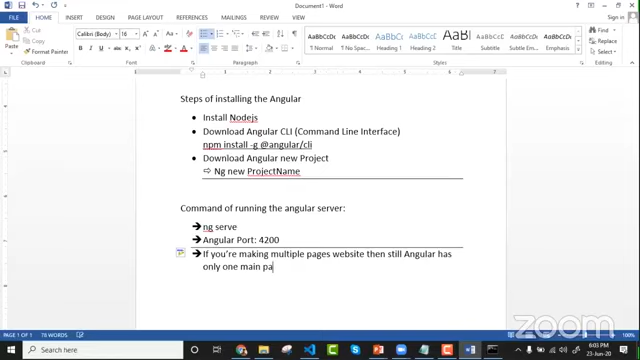 Document1 - Word
FILE HOME INSERT DESIGN PAGE LAYOUT REFERENCES MAILINGS REVIEW VIEW
Sign in
Paste
Cut
Copy
Format Painter
Clipboard
Calibri (Body) 16
Font
Paragraph
AaBbCcDc AaBbCcDc AaBbCc AaBbCcD AaBl AaBbCcD AaBbCcDc AaBbCcDc
¶ Normal ¶ No Spac... Heading 1 Heading 2 Title Subtitle Subtle Em... Emphasis
Styles
Find
Replace
Select
Editing
Steps of installing the Angular
• Install Nodejs
• Download Angular CLI (Command Line Interface)
npm install -g @angular/cli
• Download Angular new Project
⇨ Ng new ProjectName
Command of running the angular server:
➔ ng serve
➔ Angular Port: 4200
➔ If you're making multiple pages website then still Angular has
only one main pa
zoom
PAGE 1 OF 1 78 WORDS
Search here
6:03 PM
23-Jun-20